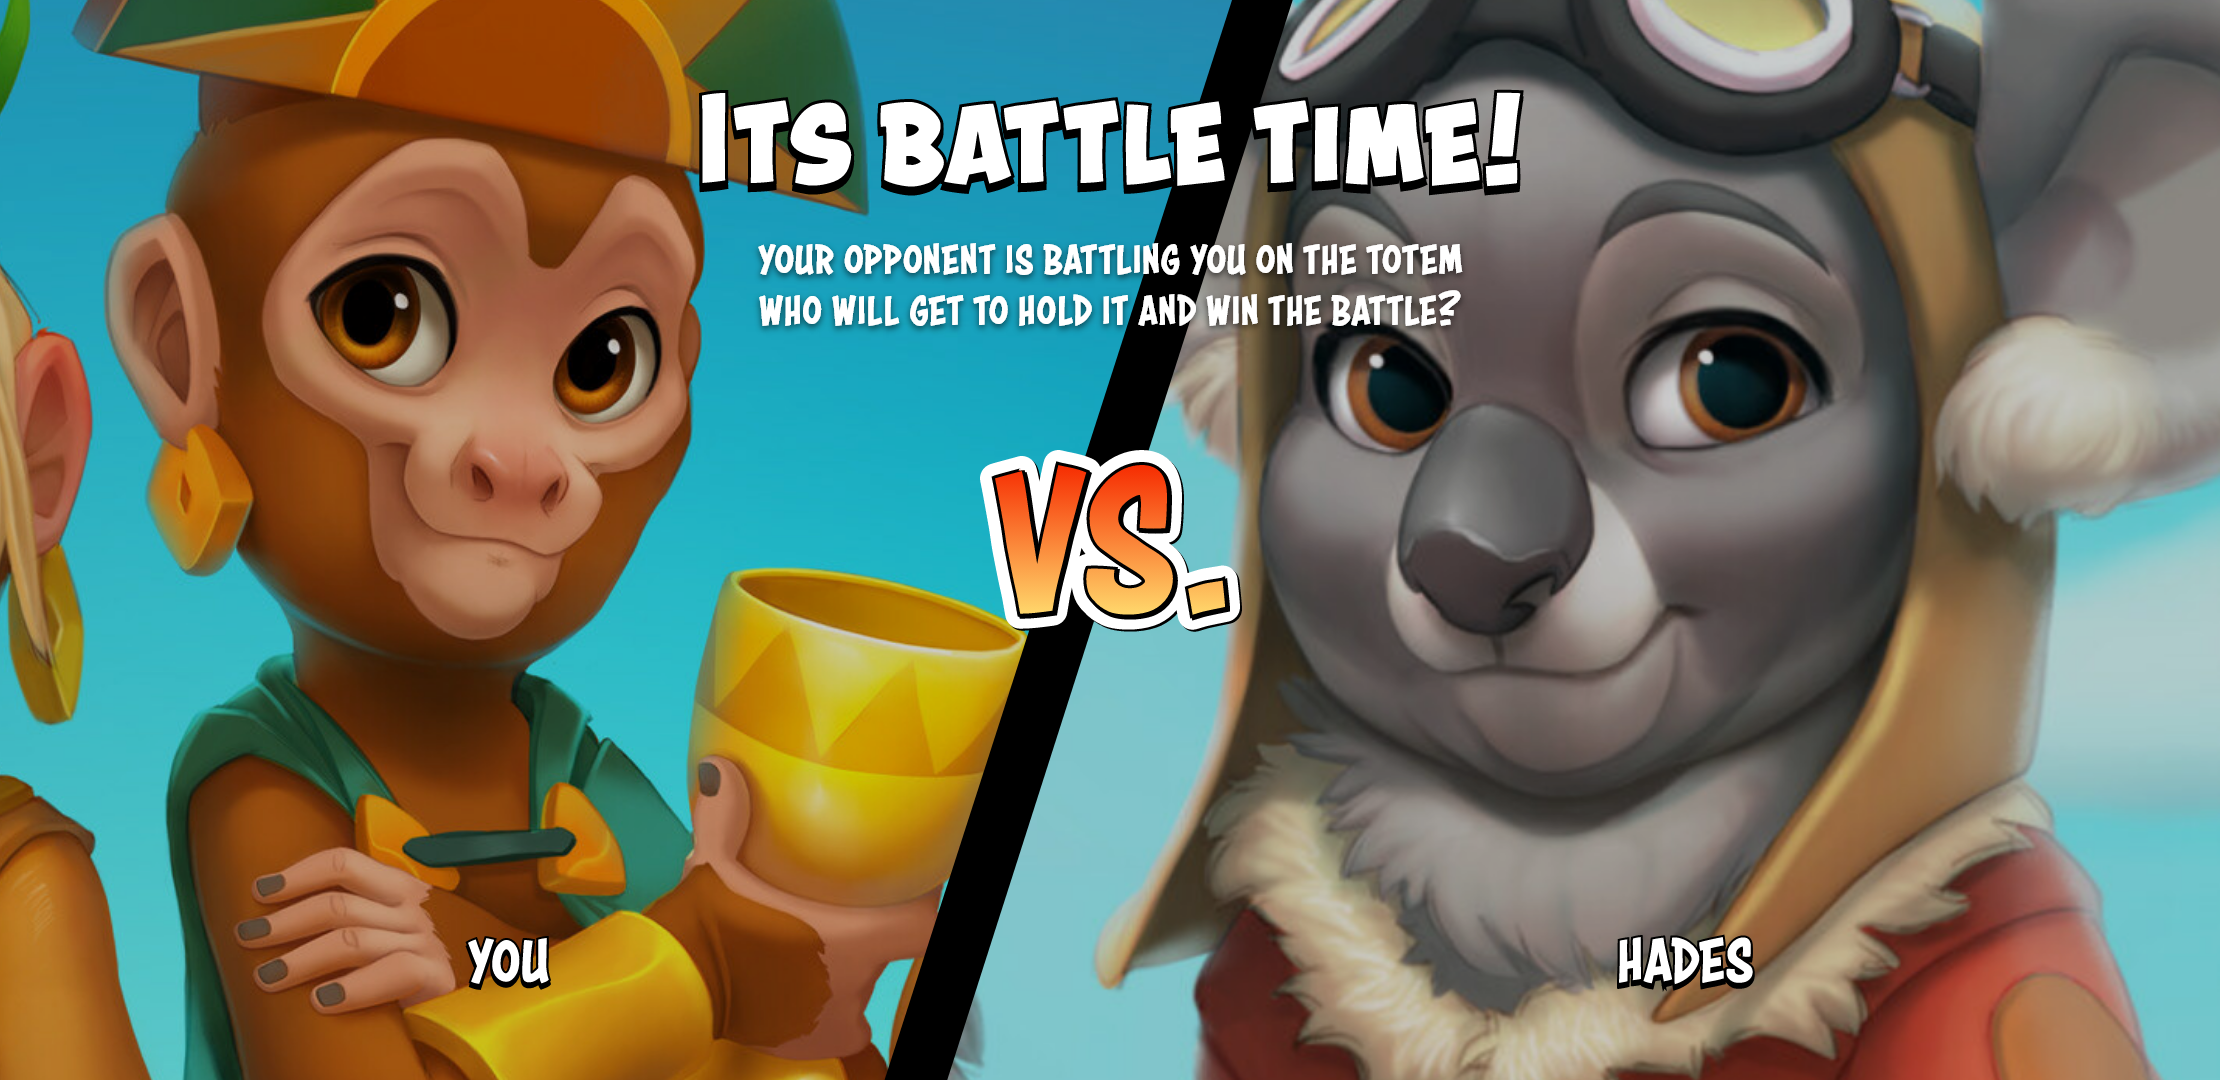 ITS BATTLE TIME!
YOUR OPPONENT IS BATTLING YOU ON THE TOTEM
WHO WILL GET TO HOLD IT AND WIN THE BATTLE?
VS.
YOU
HADES